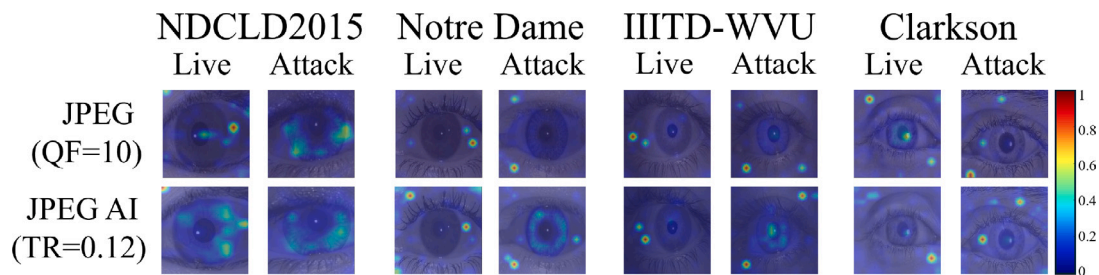 NDCLD2015 Notre Dame IIITD-WVU Clarkson
Live Attack Live Attack Live Attack Live Attack
JPEG
(QF=10)
JPEG AI
(TR=0.12)
1
0.8
0.6
0.4
0.2
0